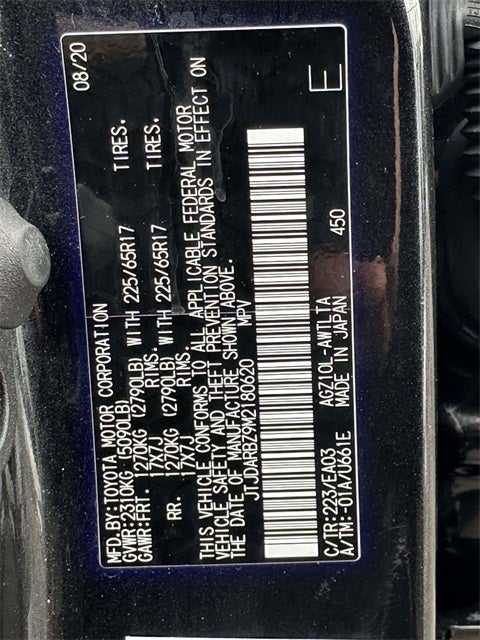 MFD.BY:TOYOTA MOTOR CORPORATION 08/20
GVWR:2310KG (5090LB)
GAWR:FRT. 1270KG (2790LB) WITH 225/65R17 TIRES.
17X7J RIMS.
RR. 1270KG (2790LB) WITH 225/65R17 TIRES.
17X7J RIMS.
THIS VEHICLE CONFORMS TO ALL APPLICABLE FEDERAL MOTOR
VEHICLE SAFETY AND THEFT PREVENTION STANDARDS IN EFFECT ON
THE DATE OF MANUFACTURE SHOWN ABOVE.
JTJDARBZ9M2180620 MPV
C/TR:223/EA03 AGZ10L-AWTLTA 450 E
A/TM:-01A/U661E MADE IN JAPAN